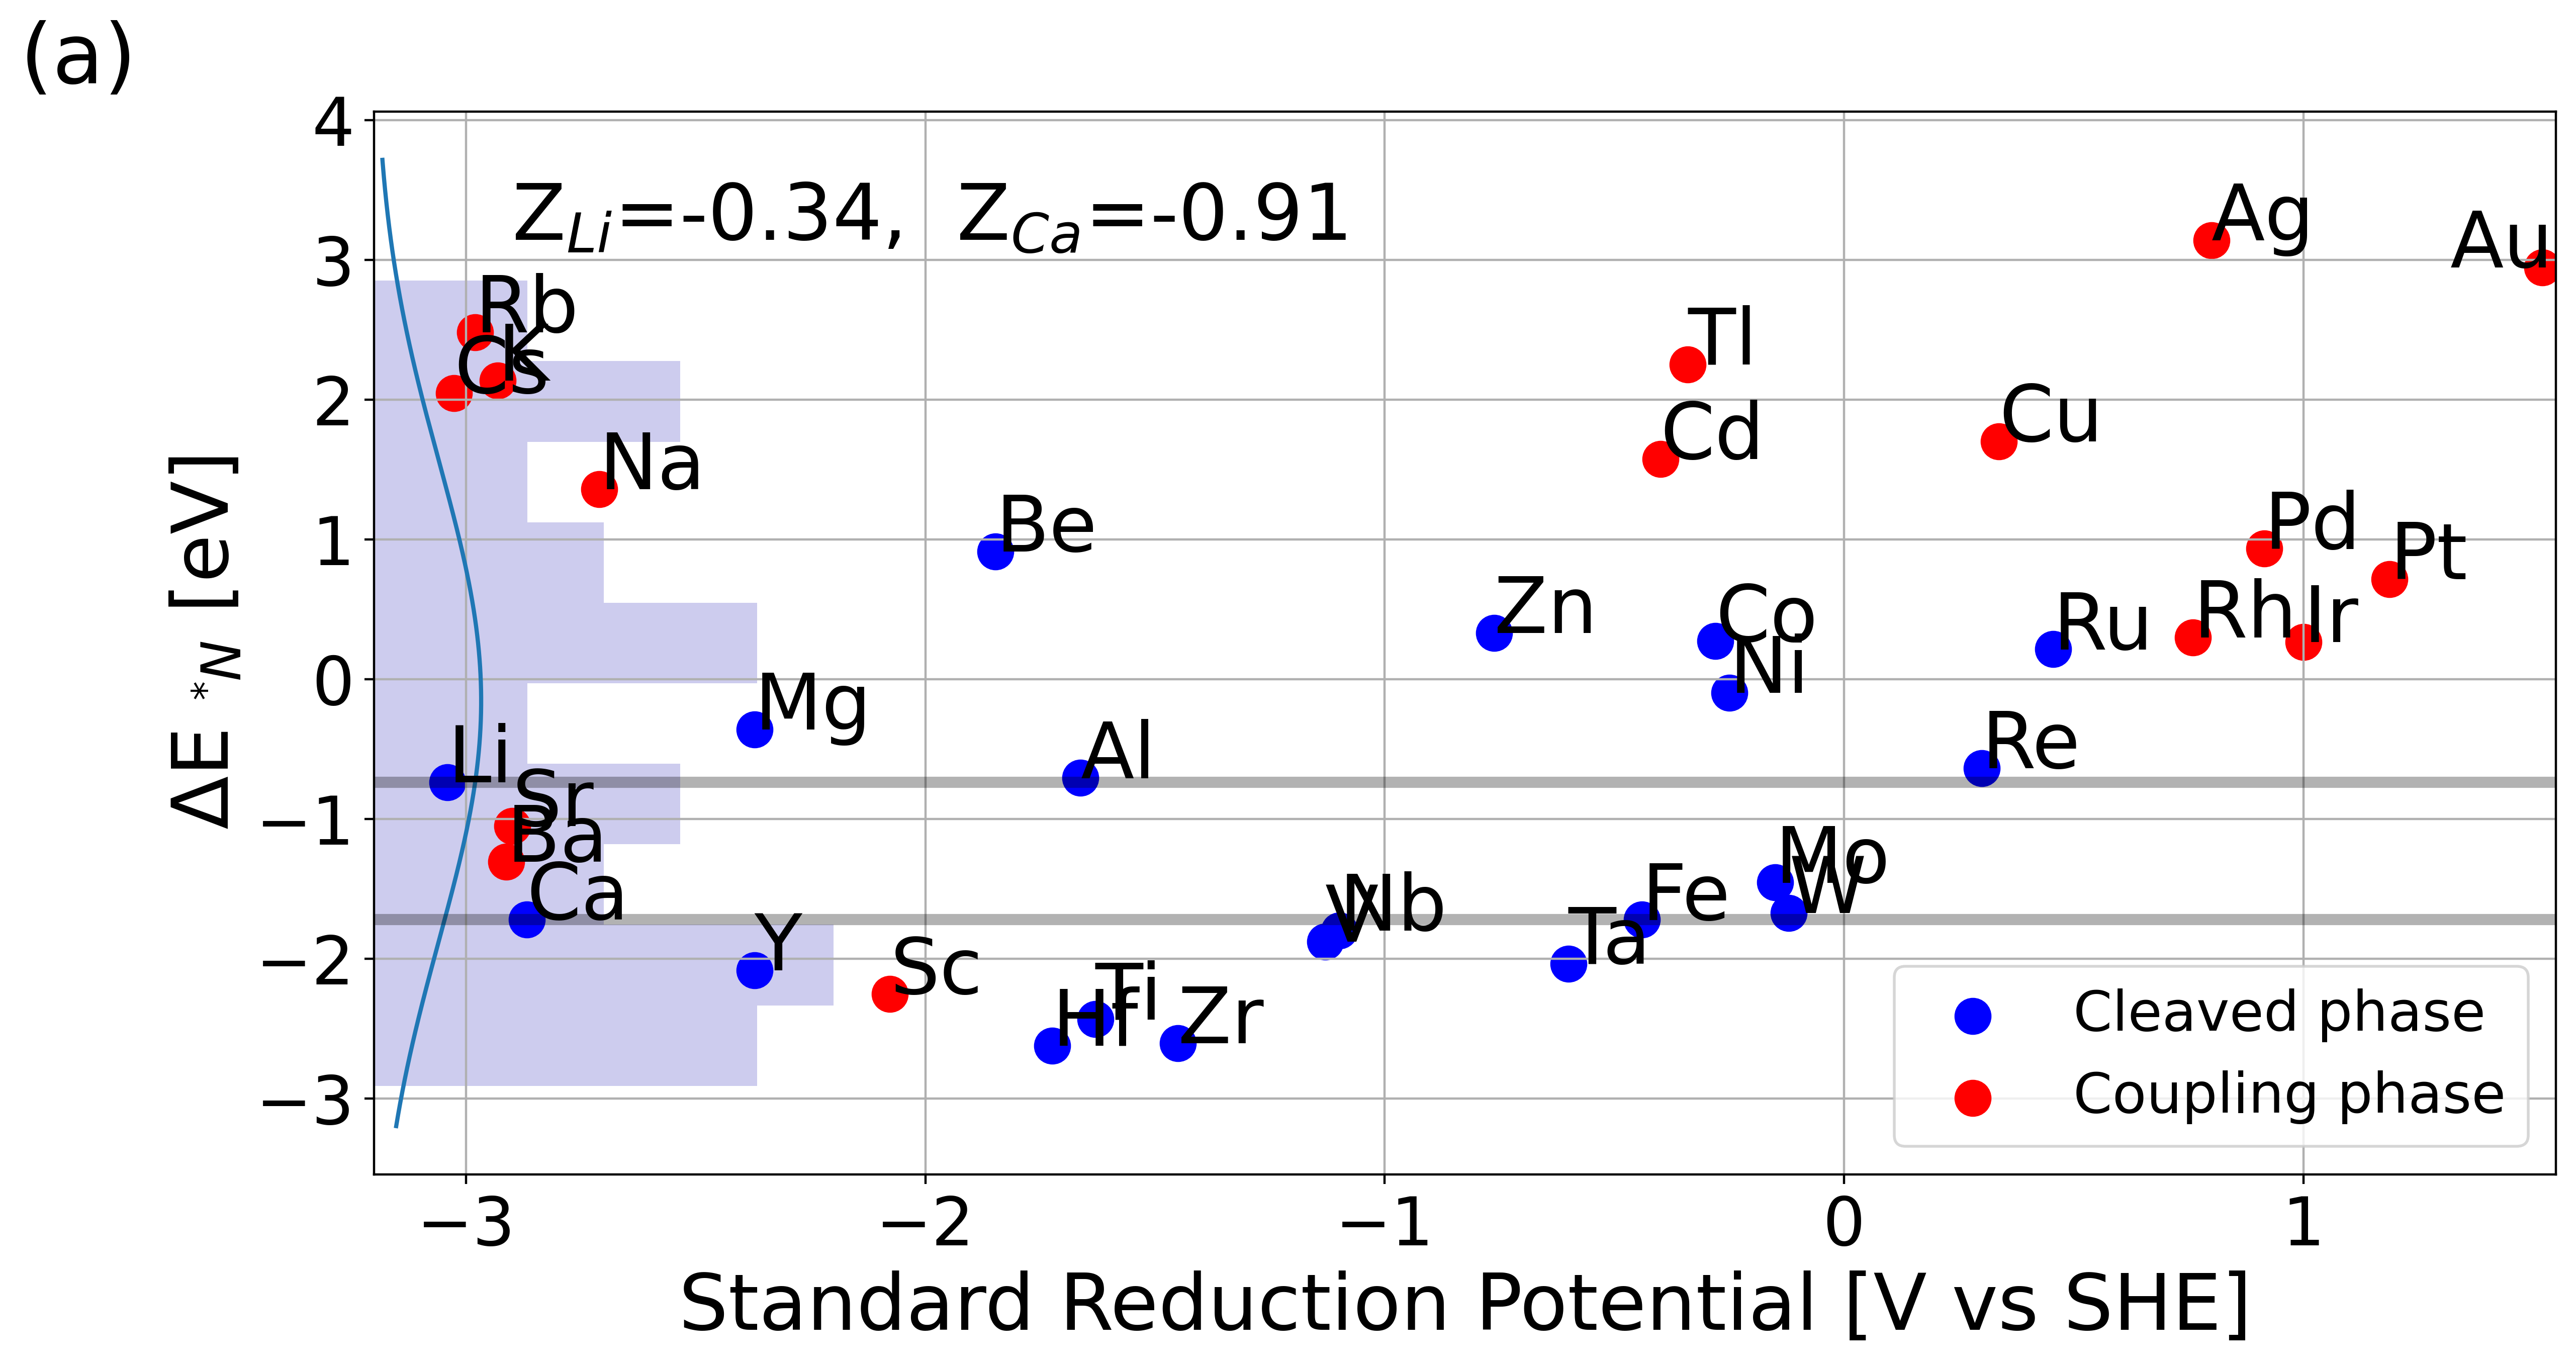 (a)
4
3
2
1
0
−1
−2
−3
ΔE *N [eV]
Z_Li=-0.34, Z_Ca=-0.91
Ag
Au
Rb
K
Cs
Tl
Cd
Cu
Na
Be
Pd
Pt
Zn
Co
Ni
Ru
Rh
Ir
Mg
Li
Al
Re
Sr
Ba
Ca
Mo
W
Fe
V
Nb
Ta
Y
Sc
Ti
Hf
Zr
Cleaved phase
Coupling phase
−3
−2
−1
0
1
Standard Reduction Potential [V vs SHE]